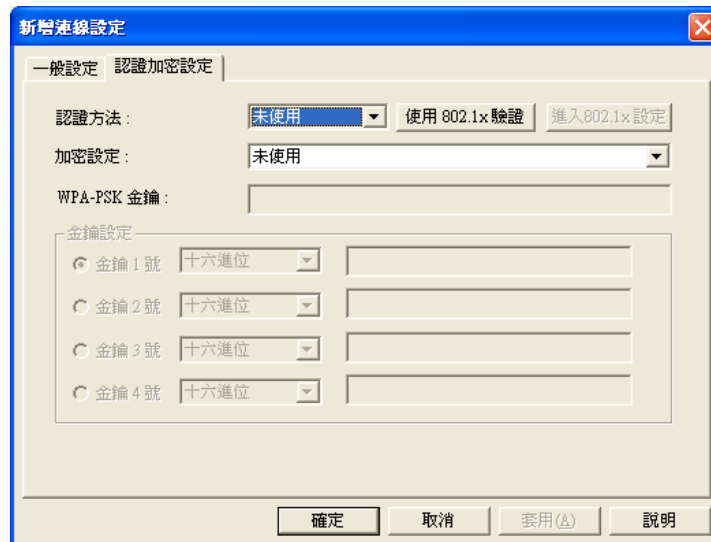 新增連線設定
一般設定 認證加密設定
認證方法 : 未使用 使用 802.1x 驗證 進入802.1x 設定
加密設定 : 未使用
WPA-PSK 金鑰 :
金鑰設定
金鑰 1 號 十六進位
金鑰 2 號 十六進位
金鑰 3 號 十六進位
金鑰 4 號 十六進位
確定 取消 套用(A) 說明